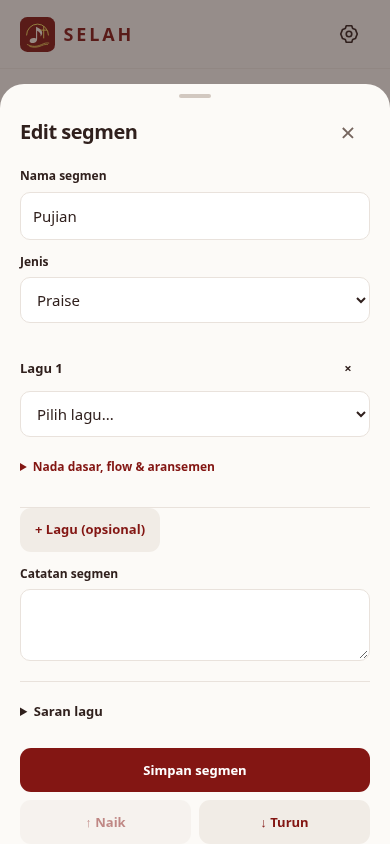 SELAH
Edit segmen
×
Nama segmen
Pujian
Jenis
Praise
Lagu 1
×
Pilih lagu...
Nada dasar, flow & aransemen
+ Lagu (opsional)
Catatan segmen
Saran lagu
Simpan segmen
↑ Naik
↓ Turun